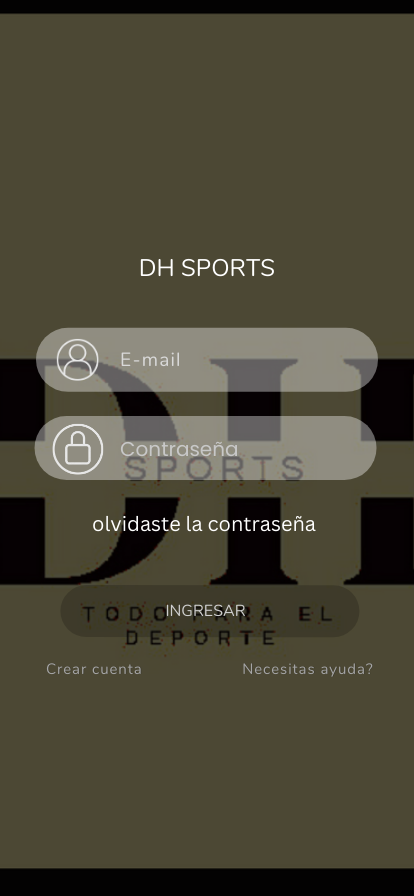 DH SPORTS
E-mail
DH
Contraseña
SPORTS
olvidaste la contraseña
INGRESAR
TODO PARA EL
DEPORTE
Crear cuenta
Necesitas ayuda?